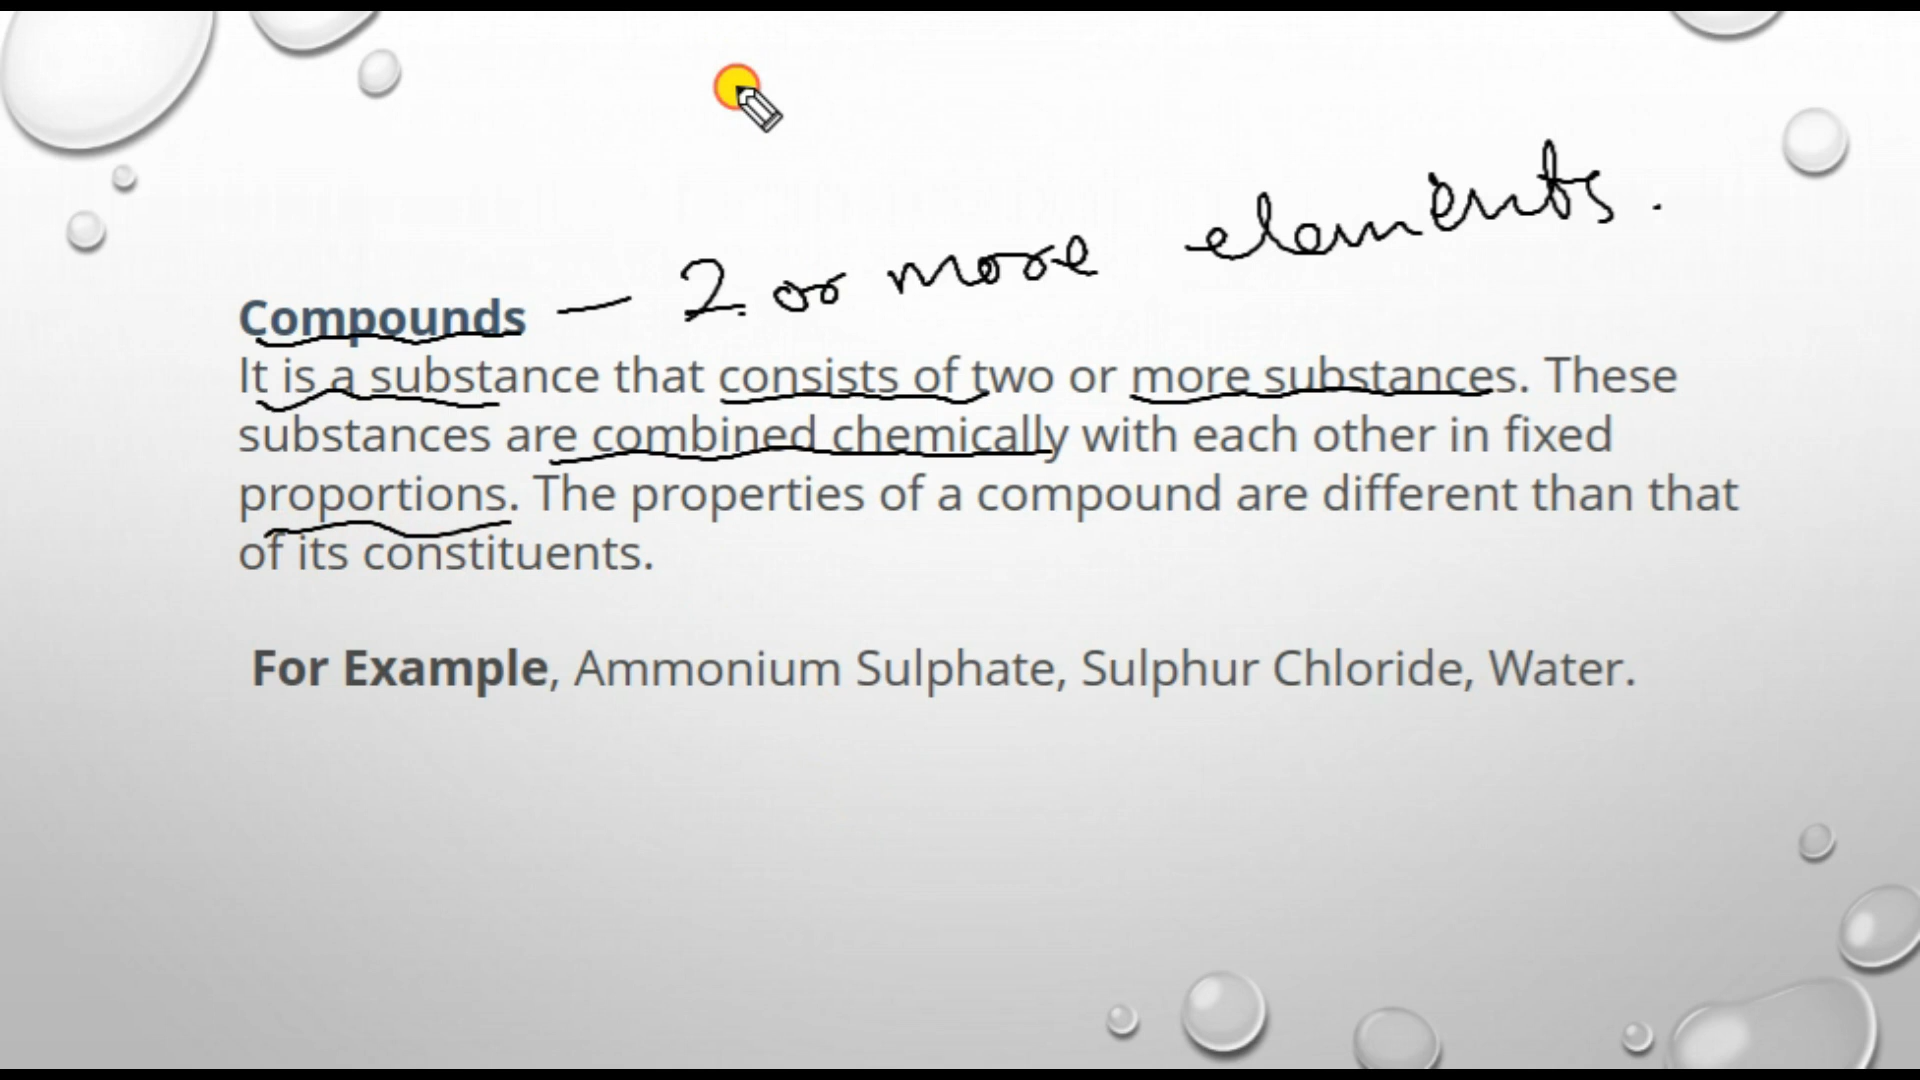 Compounds — 2 or more elements.
It is a substance that consists of two or more substances. These
substances are combined chemically with each other in fixed
proportions. The properties of a compound are different than that
of its constituents.
For Example, Ammonium Sulphate, Sulphur Chloride, Water.